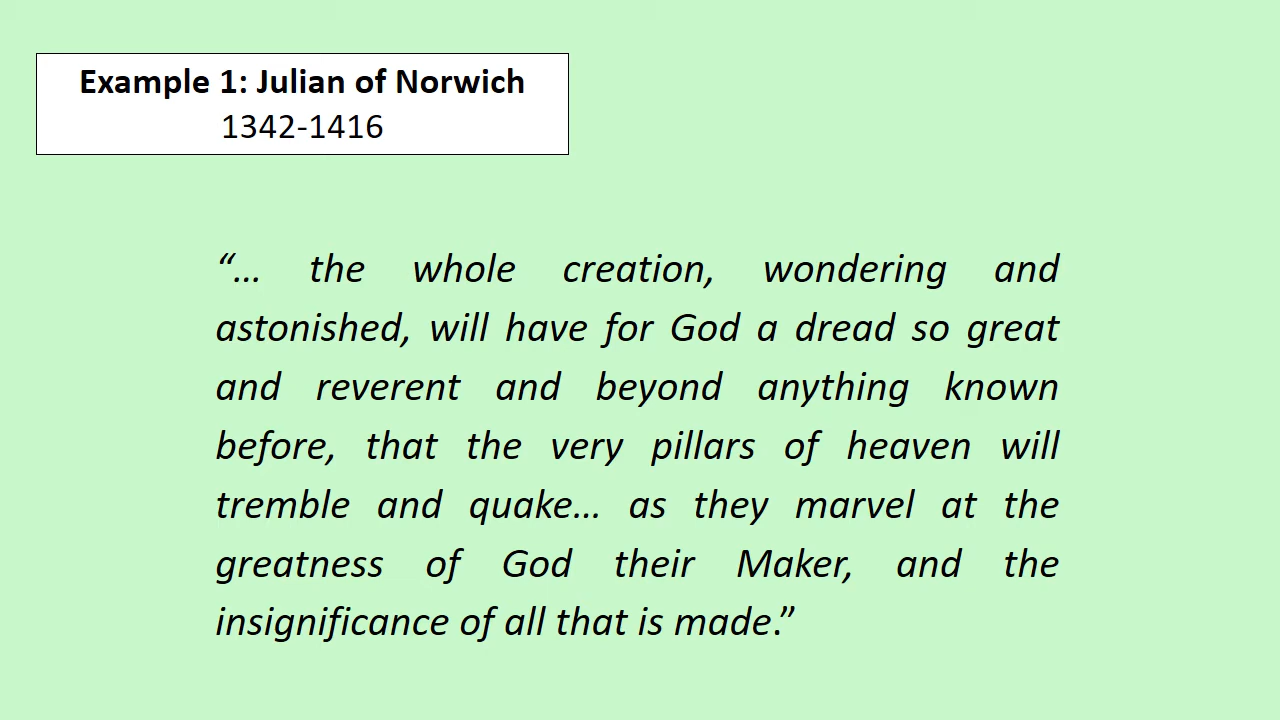 Example 1: Julian of Norwich
1342-1416
“… the whole creation, wondering and
astonished, will have for God a dread so great
and reverent and beyond anything known
before, that the very pillars of heaven will
tremble and quake… as they marvel at the
greatness of God their Maker, and the
insignificance of all that is made.”